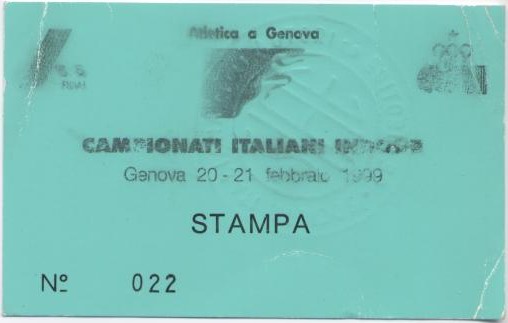 Atletica a Genova
CAMPIONATI ITALIANI INDOOR
Genova 20 - 21 febbraio 1999
STAMPA
Nº 022